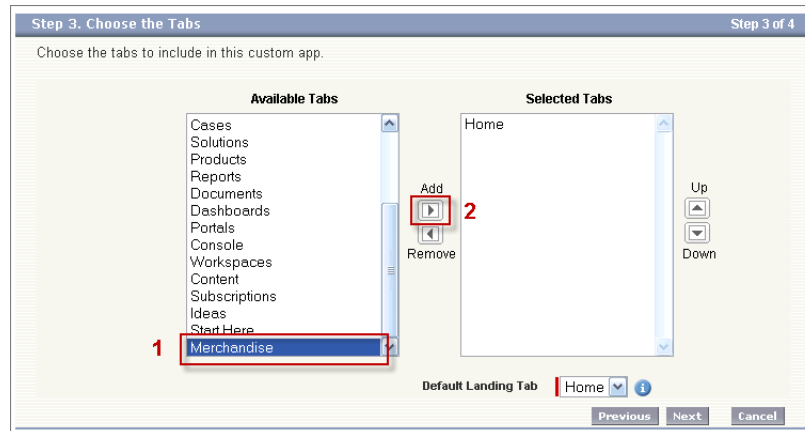 Step 3. Choose the Tabs
Step 3 of 4
Choose the tabs to include in this custom app.
Available Tabs
Selected Tabs
Cases
Solutions
Products
Reports
Documents
Dashboards
Portals
Console
Workspaces
Content
Subscriptions
Ideas
Start Here
Merchandise
1
Add
2
Remove
Home
Up
Down
Default Landing Tab
Home
Previous
Next
Cancel